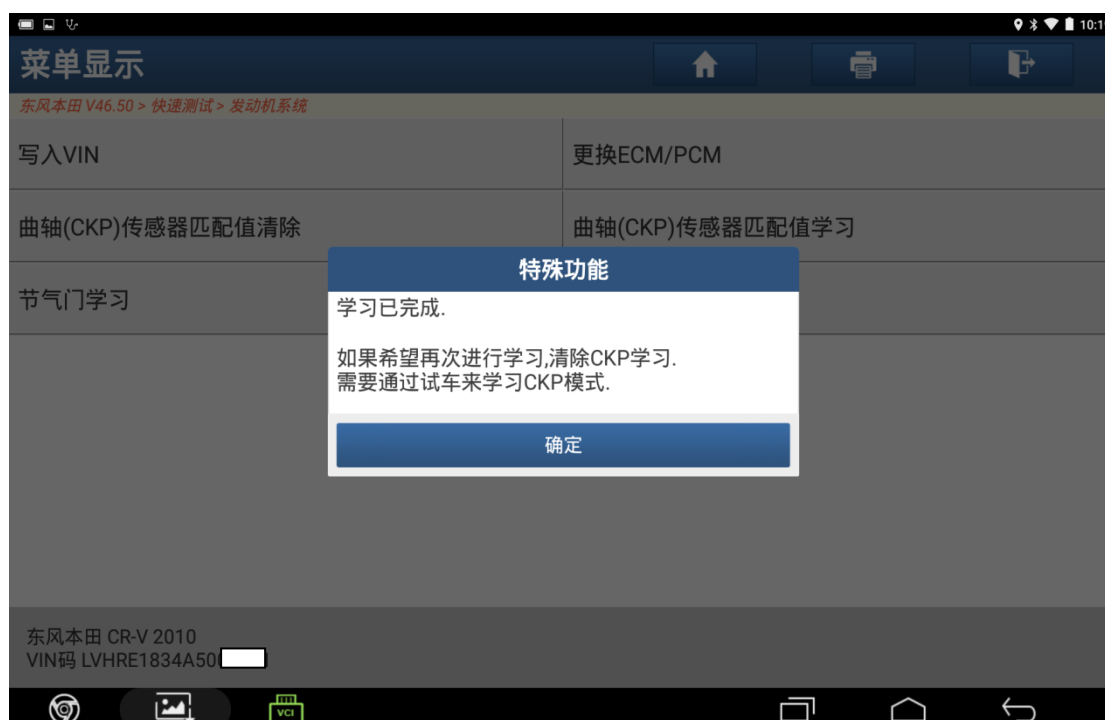 10:1
菜单显示
东风本田 V46.50 > 快速测试 > 发动机系统
写入VIN
更换ECM/PCM
曲轴(CKP)传感器匹配值清除
曲轴(CKP)传感器匹配值学习
节气门学习
特殊功能
学习已完成.
如果希望再次进行学习,清除CKP学习.
需要通过试车来学习CKP模式.
确定
东风本田 CR-V 2010
VIN码 LVHRE1834A50
VCI